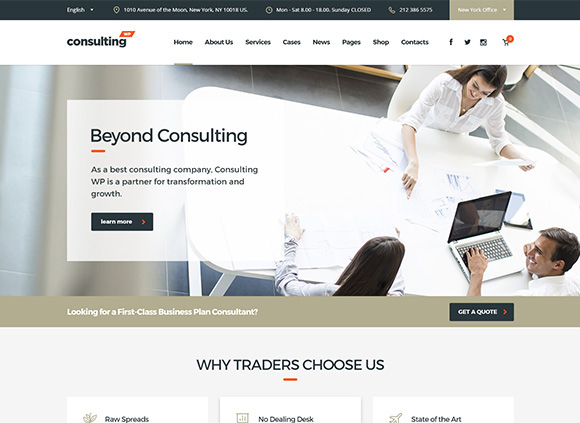 English
1010 Avenue of the Moon, New York, NY 10018 US.
Mon - Sat 8.00 - 18.00. Sunday CLOSED
212 386 5575
New York Office
consulting WP
Home About Us Services Cases News Pages Shop Contacts
0
Beyond Consulting
As a best consulting company, Consulting
WP is a partner for transformation and
growth.
learn more
Looking for a First-Class Business Plan Consultant?
GET A QUOTE
WHY TRADERS CHOOSE US
Raw Spreads
No Dealing Desk
State of the Art